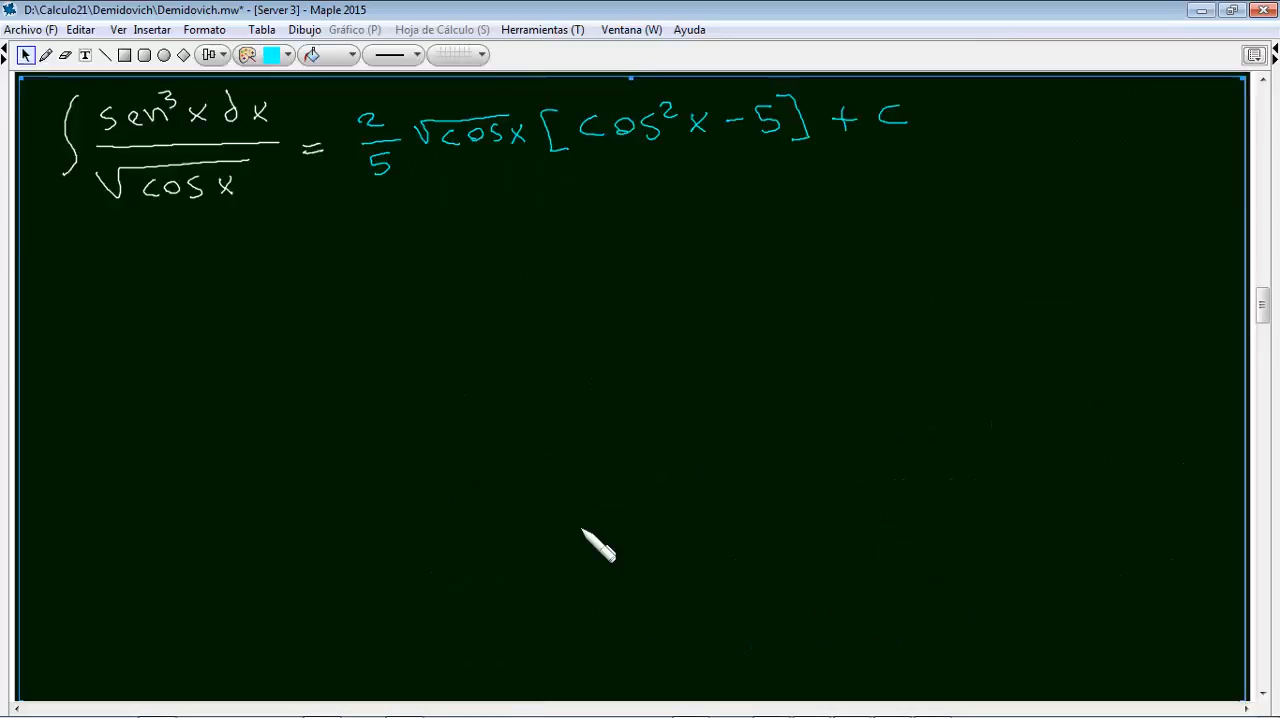 D:\Calculo21\Demidovich\Demidovich.mw* - [Server 3] - Maple 2015
Archivo (F) Editar Ver Insertar Formato Tabla Dibujo Gráfico (P) Hoja de Cálculo (S) Herramientas (T) Ventana (W) Ayuda
∫ sen³x dx / √cos x = 2/5 √cosx [cos²x - 5] + C